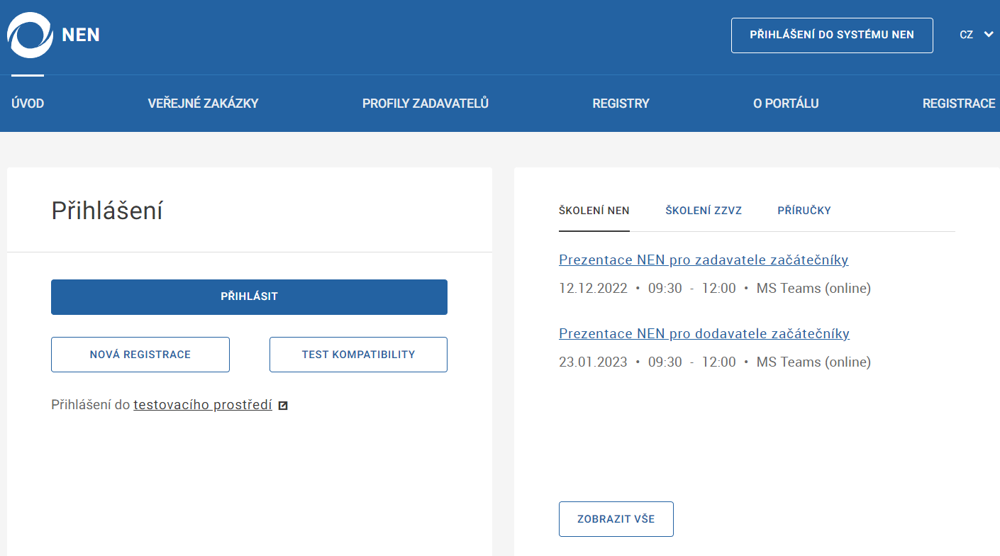 NEN
PŘIHLÁŠENÍ DO SYSTÉMU NEN
CZ
ÚVOD
VEŘEJNÉ ZAKÁZKY
PROFILY ZADAVATELŮ
REGISTRY
O PORTÁLU
REGISTRACE
Přihlášení
PŘIHLÁSIT
NOVÁ REGISTRACE
TEST KOMPATIBILITY
Přihlášení do testovacího prostředí
ŠKOLENÍ NEN
ŠKOLENÍ ZZVZ
PŘÍRUČKY
Prezentace NEN pro zadavatele začátečníky
12.12.2022 • 09:30 - 12:00 • MS Teams (online)
Prezentace NEN pro dodavatele začátečníky
23.01.2023 • 09:30 - 12:00 • MS Teams (online)
ZOBRAZIT VŠE